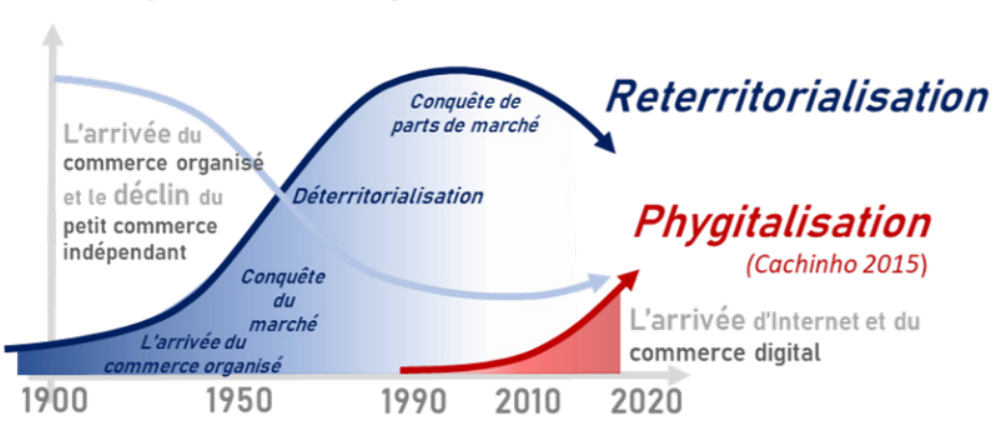 Conquête de
parts de marché
Reterritorialisation
L'arrivée du
commerce organisé
et le déclin du
petit commerce
indépendant
Déterritorialisation
Phygitalisation
(Cachinho 2015)
Conquête
du
marché
L'arrivée du
commerce organisé
L'arrivée d'Internet et du
commerce digital
1900
1950
1990
2010
2020